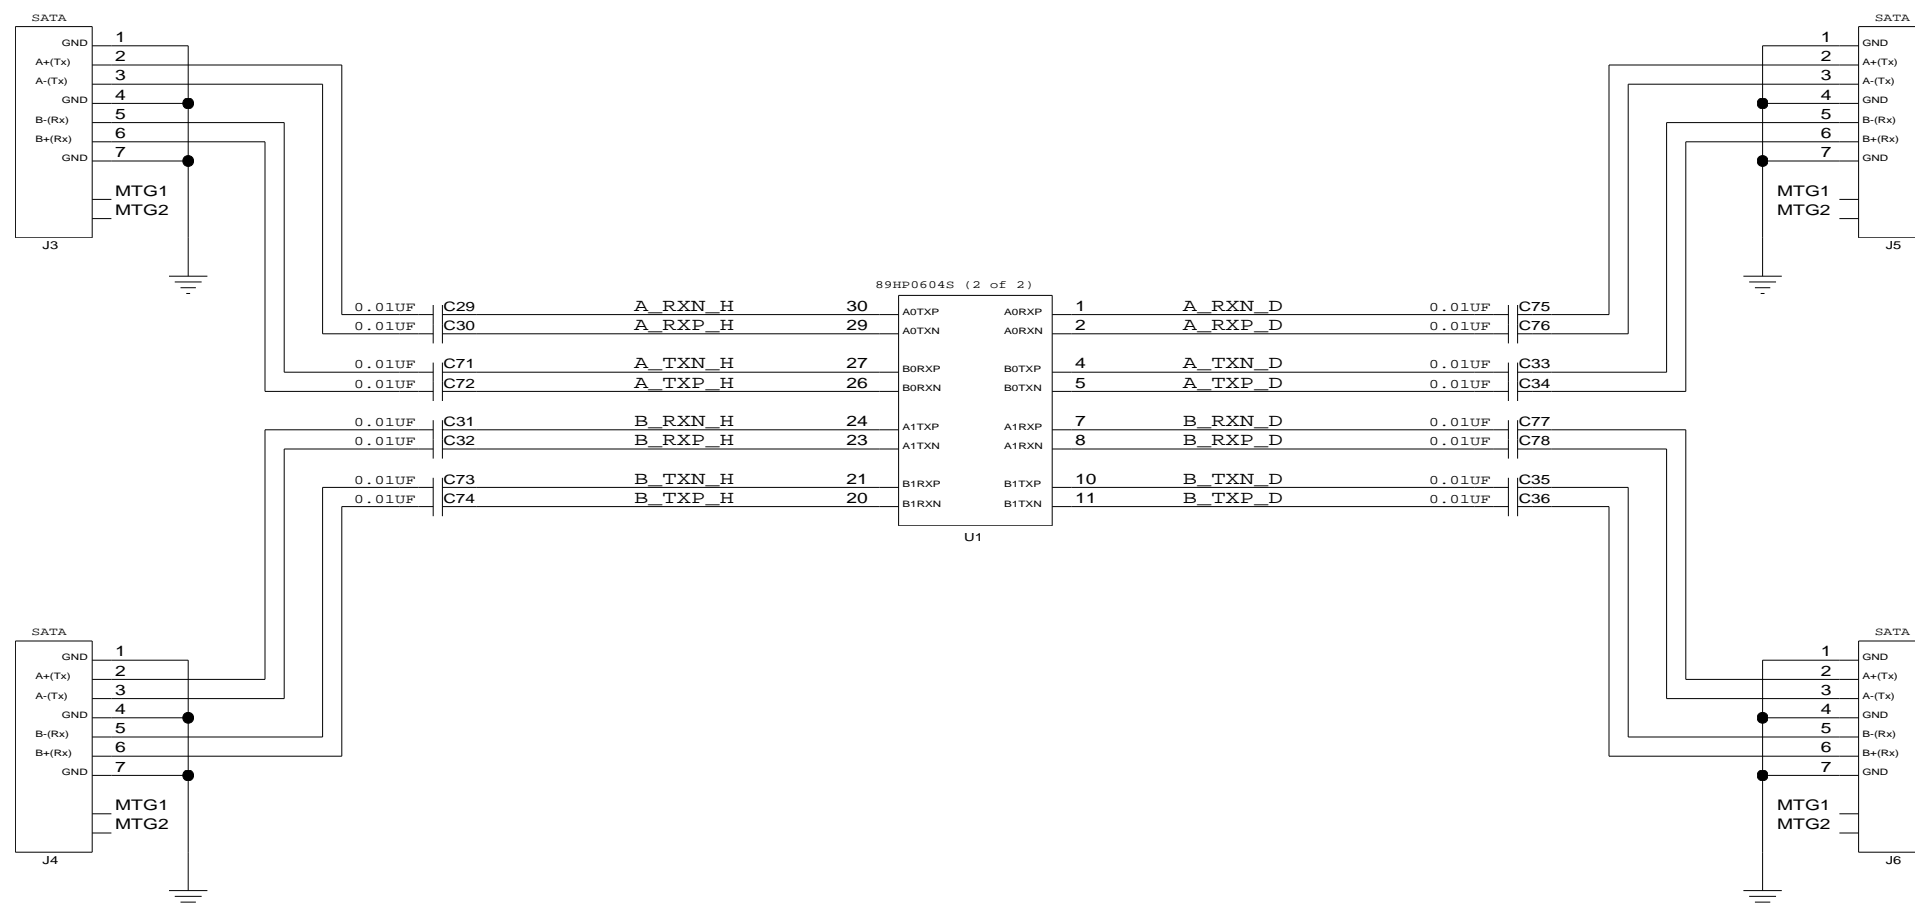 SATA
GND 1
A+(Tx) 2
A-(Tx) 3
GND 4
B-(Rx) 5
B+(Rx) 6
GND 7
MTG1
MTG2
J3
SATA
1 GND
2 A+(Tx)
3 A-(Tx)
4 GND
5 B-(Rx)
6 B+(Rx)
7 GND
MTG1
MTG2
J5
89HP0604S (2 of 2)
0.01UF C29 A_RXN_H 30 A0TXP A0RXP 1 A_RXN_D 0.01UF C75
0.01UF C30 A_RXP_H 29 A0TXN A0RXN 2 A_RXP_D 0.01UF C76
0.01UF C71 A_TXN_H 27 B0RXP B0TXP 4 A_TXN_D 0.01UF C33
0.01UF C72 A_TXP_H 26 B0RXN B0TXN 5 A_TXP_D 0.01UF C34
0.01UF C31 B_RXN_H 24 A1TXP A1RXP 7 B_RXN_D 0.01UF C77
0.01UF C32 B_RXP_H 23 A1TXN A1RXN 8 B_RXP_D 0.01UF C78
0.01UF C73 B_TXN_H 21 B1RXP B1TXP 10 B_TXN_D 0.01UF C35
0.01UF C74 B_TXP_H 20 B1RXN B1TXN 11 B_TXP_D 0.01UF C36
U1
SATA
GND 1
A+(Tx) 2
A-(Tx) 3
GND 4
B-(Rx) 5
B+(Rx) 6
GND 7
MTG1
MTG2
J4
SATA
1 GND
2 A+(Tx)
3 A-(Tx)
4 GND
5 B-(Rx)
6 B+(Rx)
7 GND
MTG1
MTG2
J6